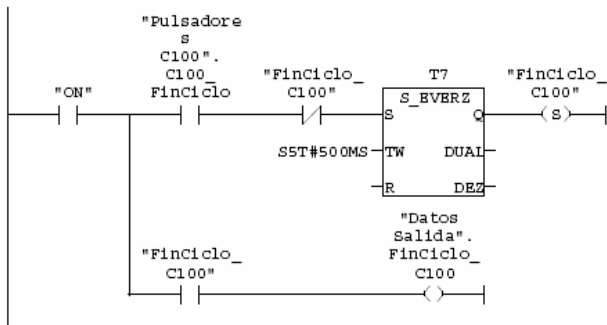 "Pulsadore
s
C100".
C100_
FinCiclo
"ON"
"FinCiclo_
C100"
T7
S_EVERZ
S
Q
S5T#500MS
TW
DUAL
R
DEZ
"FinCiclo_
C100"
S
"FinCiclo_
C100"
"Datos
Salida".
FinCiclo_
C100